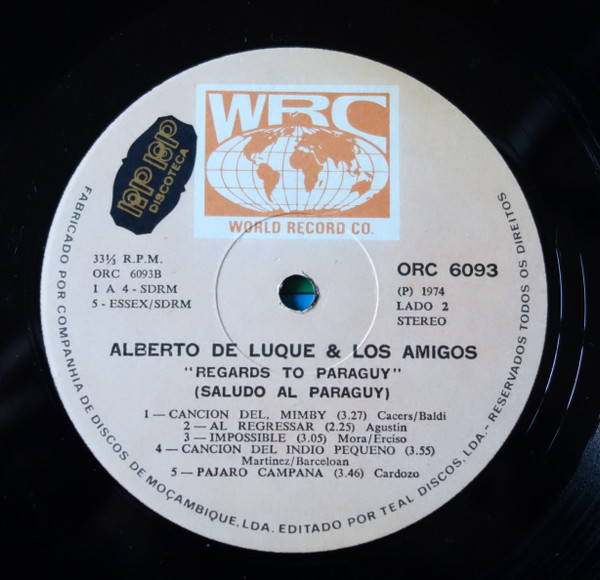 WRC
WORLD RECORD CO.
DISCOTECA
33⅓ R.P.M.
ORC 6093B
1 A 4 - SDRM
5 - ESSEX/SDRM
ORC 6093
(P) 1974
LADO 2
STEREO
ALBERTO DE LUQUE & LOS AMIGOS
"REGARDS TO PARAGUY"
(SALUDO AL PARAGUY)
1 — CANCION DEL, MIMBY (3.27) Cacers/Baldi
2 — AL REGRESSAR (2.25) Agustin
3 — IMPOSSIBLE (3.05) Mora/Erciso
4 — CANCION DEL INDIO PEQUENO (3.55)
Martinez/Barceloan
5 — PAJARO CAMPANA (3.46) Cardozo
FABRICADO POR COMPANHIA DE DISCOS DE MOÇAMBIQUE, LDA. EDITADO POR TEAL DISCOS, LDA. — RESERVADOS TODOS OS DIREITOS